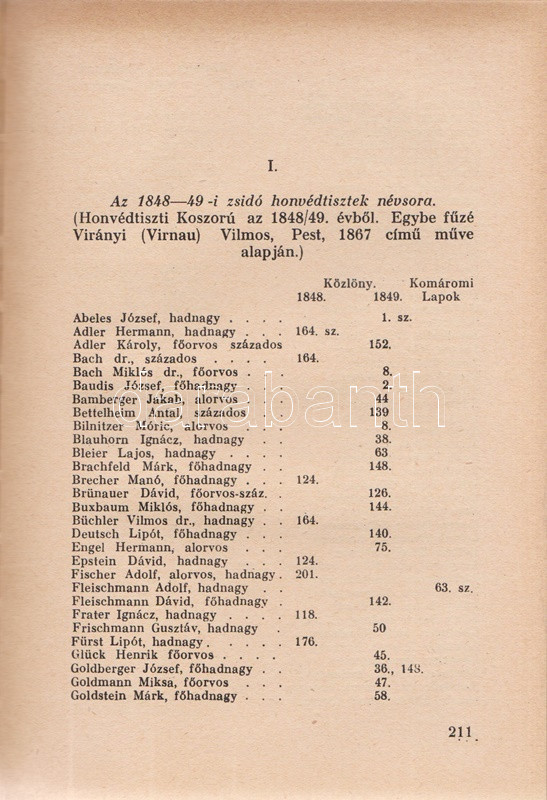 I.
Az 1848—49-i zsidó honvédtisztek névsora.
(Honvédtiszti Koszorú az 1848/49. évből. Egybe fűzé
Virányi (Virnau) Vilmos, Pest, 1867 című műve
alapján.)
Közlöny. Komáromi
1848. 1849. Lapok
Abeles József, hadnagy . . . . 1. sz.
Adler Hermann, hadnagy . . . 164. sz.
Adler Károly, főorvos százados 152.
Bach dr., százados . . . . 164.
Bach Miklós dr., főorvos . . . 8.
Baudis József, főhadnagy . . . 2.
Bamberger Jakab, alorvos . . . 44
Bettelheim Antal, százados . . . 139
Bilnitzer Móric, alorvos . . . 8.
Blauhorn Ignácz, hadnagy . . 38.
Bleier Lajos, hadnagy . . . . 63
Brachfeld Márk, főhadnagy . . 148.
Brecher Manó, főhadnagy . . . 124.
Brünauer Dávid, főorvos-száz. . 126.
Buxbaum Miklós, főhadnagy . . 144.
Büchler Vilmos dr., hadnagy . . 164.
Deutsch Lipót, főhadnagy . . . 140.
Engel Hermann, alorvos . . . 75.
Epstein Dávid, hadnagy . . . 124.
Fischer Adolf, alorvos, hadnagy . 201.
Fleischmann Adolf, hadnagy . . 63. sz.
Fleischmann Dávid, főhadnagy . 142.
Frater Ignácz, hadnagy . . . . 118.
Frischmann Gusztáv, hadnagy . 50
Fürst Lipót, hadnagy . . . . . 176.
Glück Henrik főorvos . . . . 45.
Goldberger József, főhadnagy . . 36., 148.
Goldmann Miksa, főorvos . . . 47.
Goldstein Márk, főhadnagy . . . 58.
211
darabanth